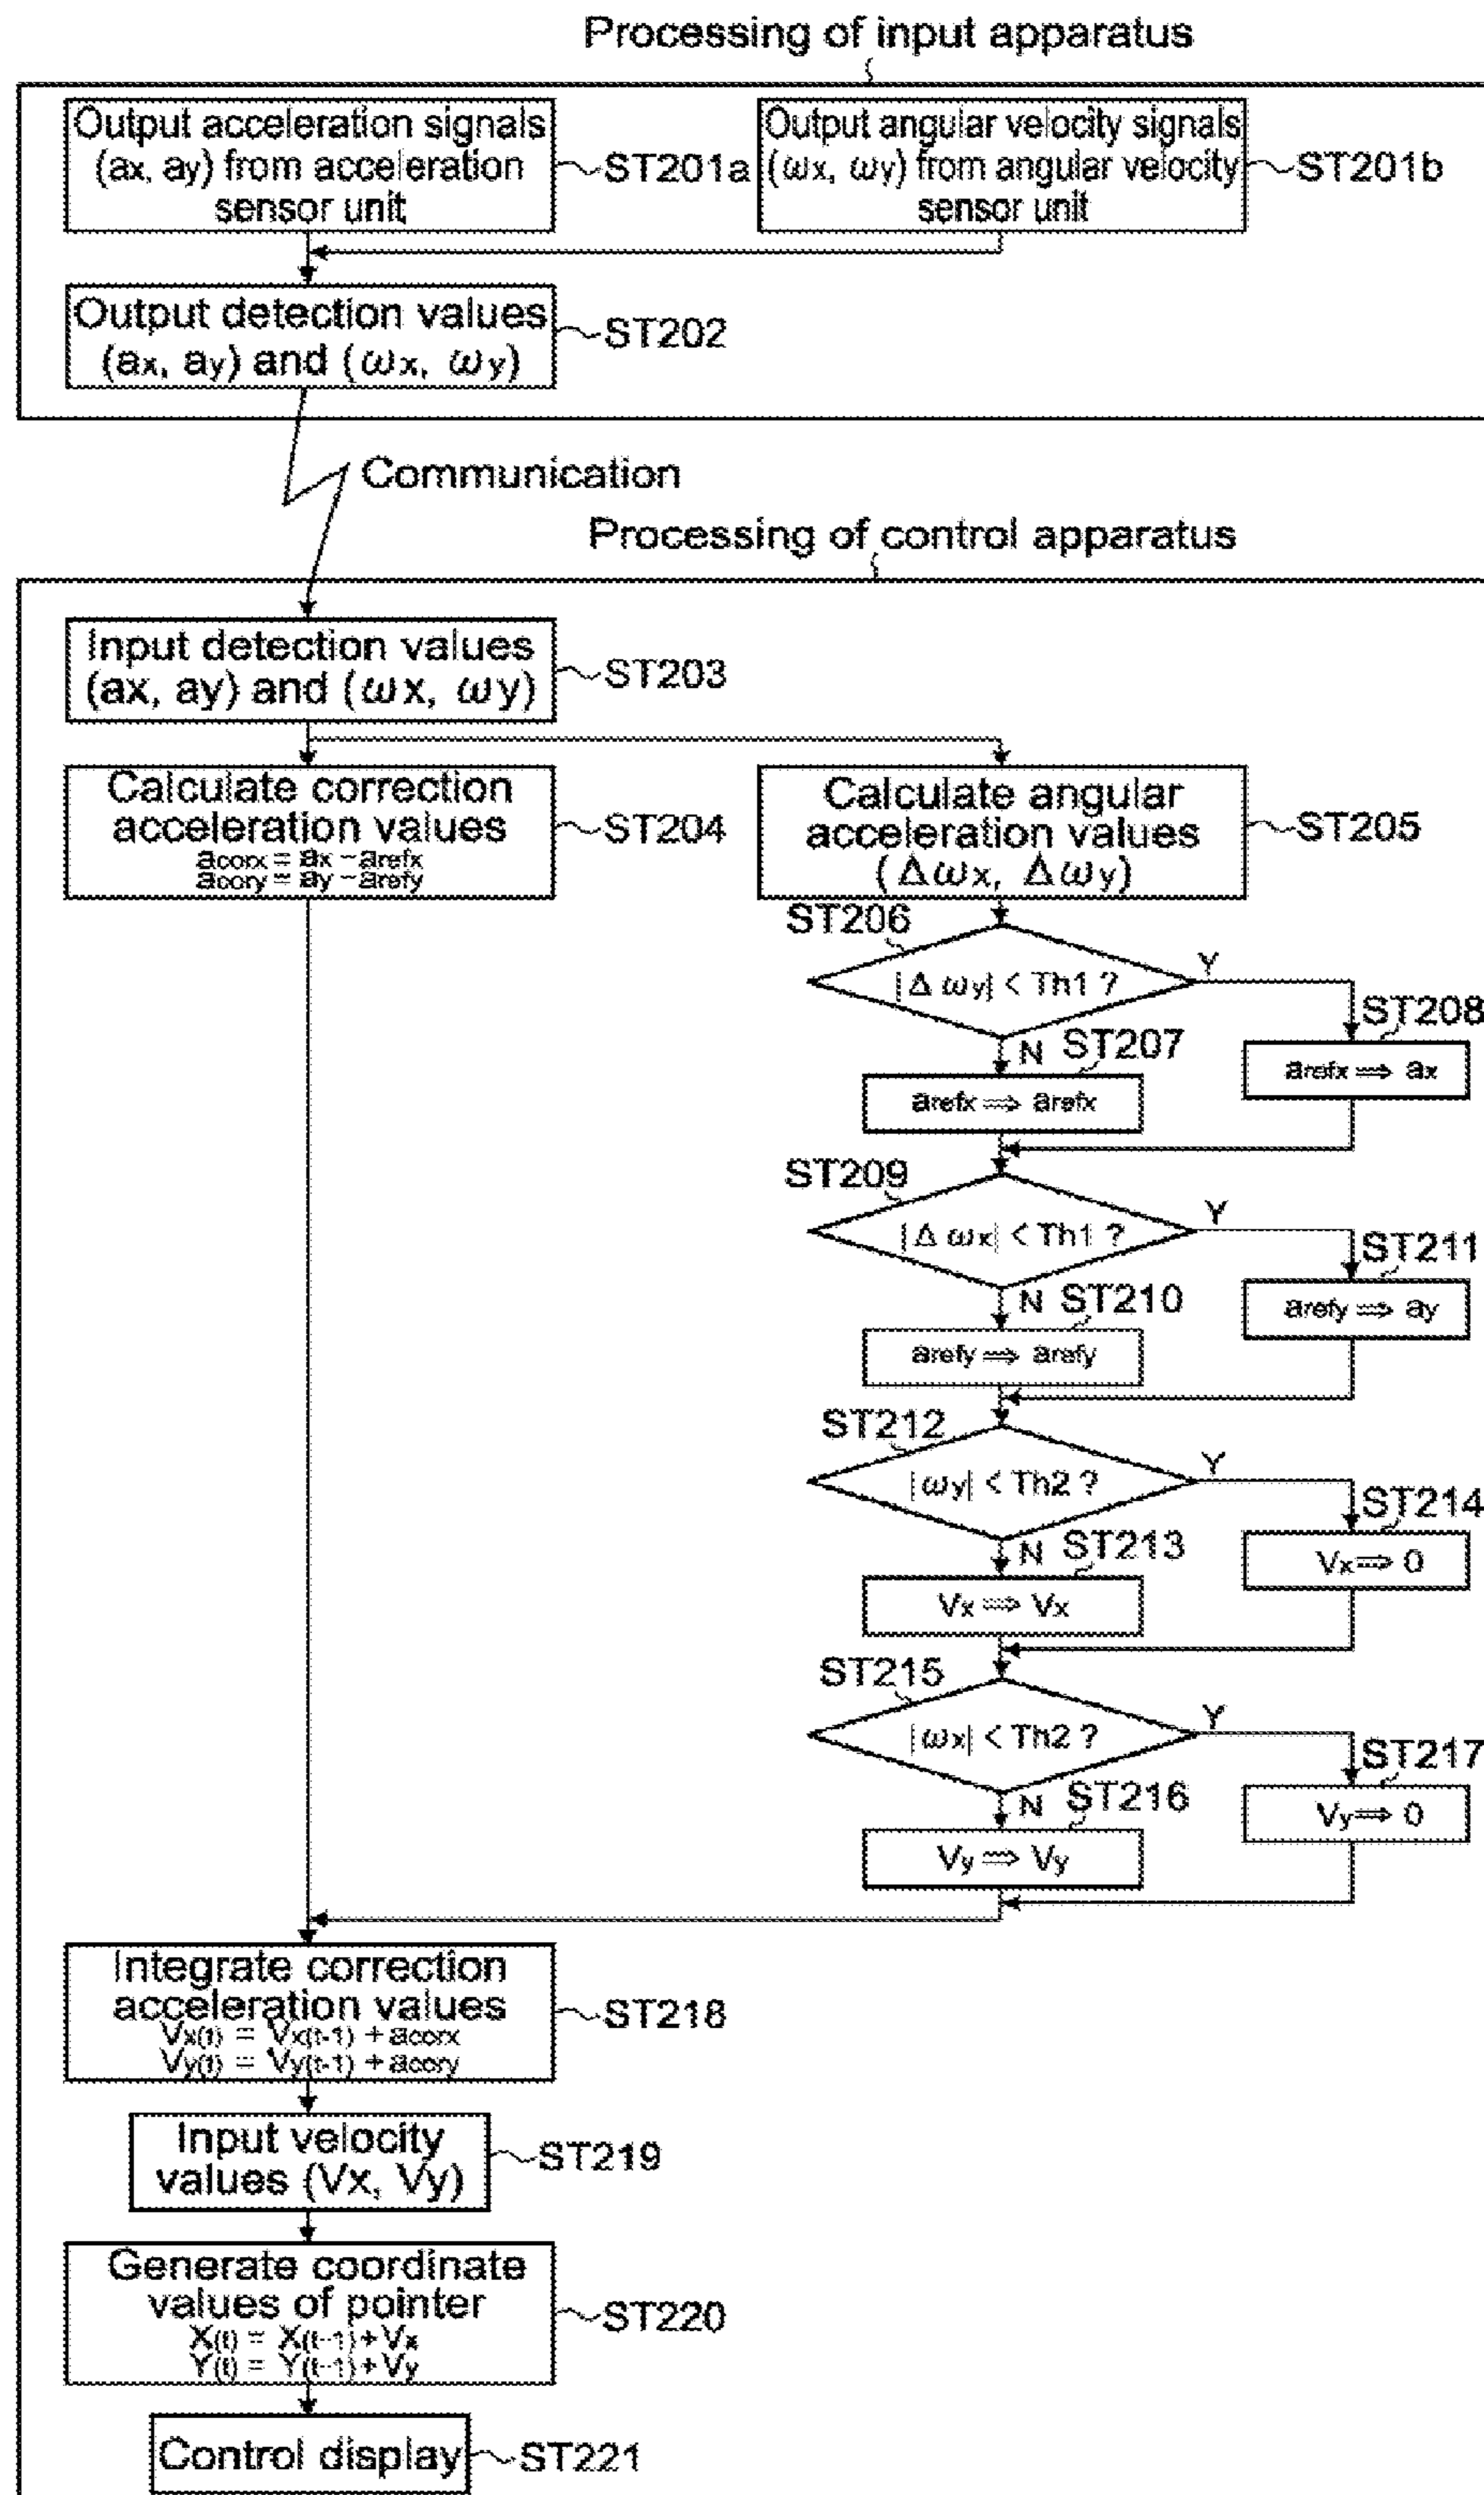 Processing of input apparatus
Output acceleration signals
(ax, ay) from acceleration
sensor unit
ST201a
Output angular velocity signals
(ωx, ωy) from angular velocity
sensor unit
ST201b
Output detection values
(ax, ay) and (ωx, ωy)
ST202
Communication
Processing of control apparatus
Input detection values
(ax, ay) and (ωx, ωy)
ST203
Calculate correction
acceleration values
acorx = ax - arefx
acory = ay - arefy
ST204
Calculate angular
acceleration values
(Δωx, Δωy)
ST205
ST206
|Δωy| < Th1 ?
Y
N
ST207
arefx ⇒ arefx
ST208
arefx ⇒ ax
ST209
|Δωx| < Th1 ?
Y
N
ST210
arefy ⇒ arefy
ST211
arefy ⇒ ay
ST212
|ωy| < Th2 ?
Y
N
ST213
Vx ⇒ Vx
ST214
Vx ⇒ 0
ST215
|ωx| < Th2 ?
Y
N
ST216
Vy ⇒ Vy
ST217
Vy ⇒ 0
Integrate correction
acceleration values
Vx(t) = Vx(t-1) + acorx
Vy(t) = Vy(t-1) + acory
ST218
Input velocity
values (Vx, Vy)
ST219
Generate coordinate
values of pointer
X(t) = X(t-1)+Vx
Y(t) = Y(t-1)+Vy
ST220
Control display
ST221